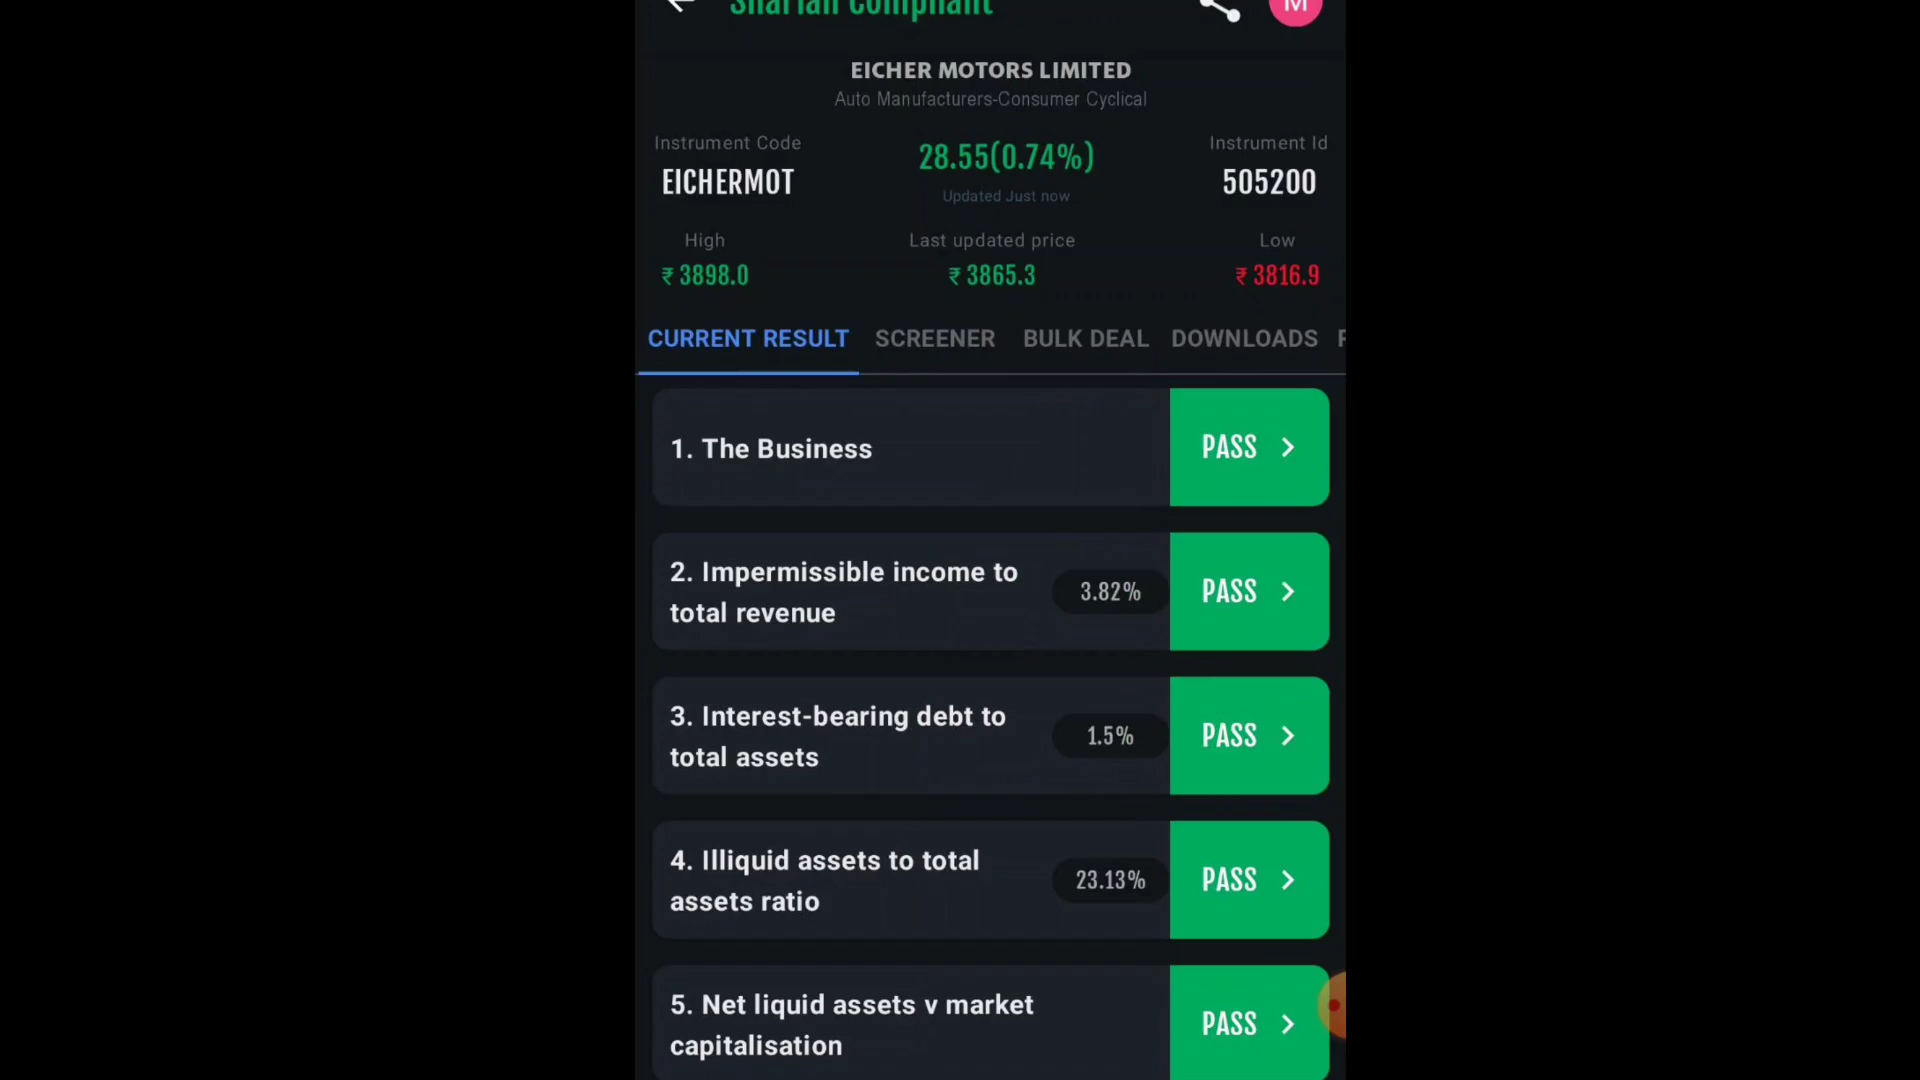 Shariah Compliant
M
EICHER MOTORS LIMITED
Auto Manufacturers-Consumer Cyclical
Instrument Code
28.55(0.74%)
Instrument Id
EICHERMOT
Updated Just now
505200
High
Last updated price
Low
₹ 3898.0
₹ 3865.3
₹ 3816.9
CURRENT RESULT SCREENER BULK DEAL DOWNLOADS
1. The Business
PASS
2. Impermissible income to
total revenue
3.82%
PASS
3. Interest-bearing debt to
total assets
1.5%
PASS
4. Illiquid assets to total
assets ratio
23.13%
PASS
5. Net liquid assets v market
capitalisation
PASS